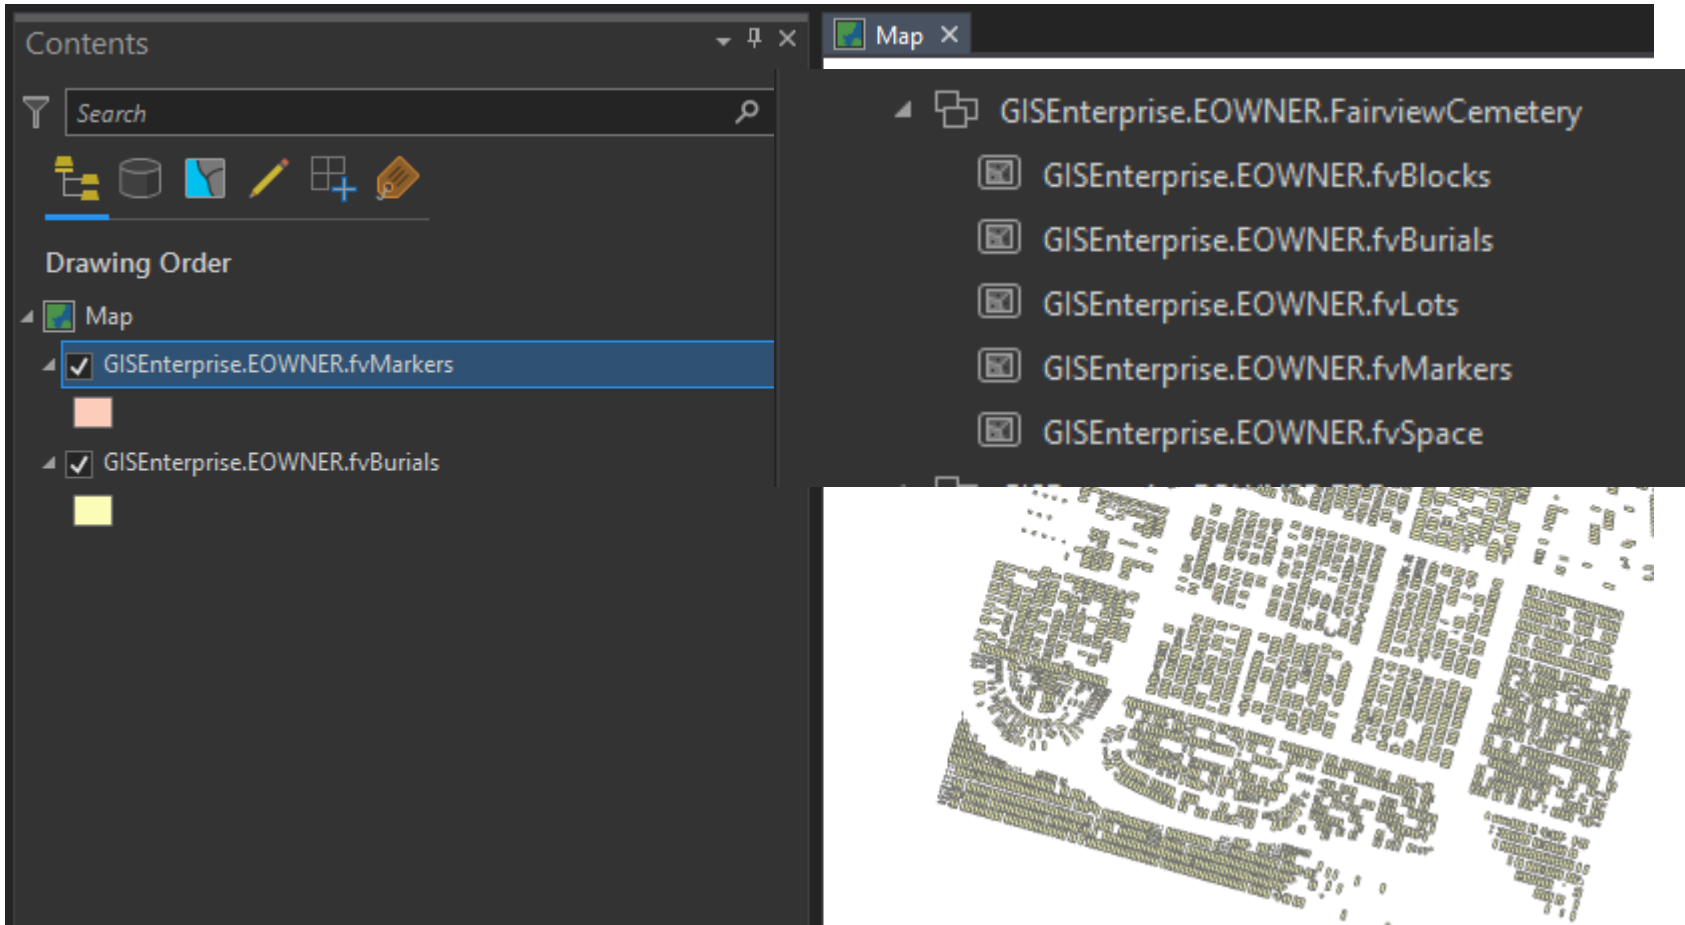 Contents
Search
Drawing Order
Map
GISEnterprise.EOWNER.fvMarkers
GISEnterprise.EOWNER.fvBurials
Map
GISEnterprise.EOWNER.FairviewCemetery
GISEnterprise.EOWNER.fvBlocks
GISEnterprise.EOWNER.fvBurials
GISEnterprise.EOWNER.fvLots
GISEnterprise.EOWNER.fvMarkers
GISEnterprise.EOWNER.fvSpace